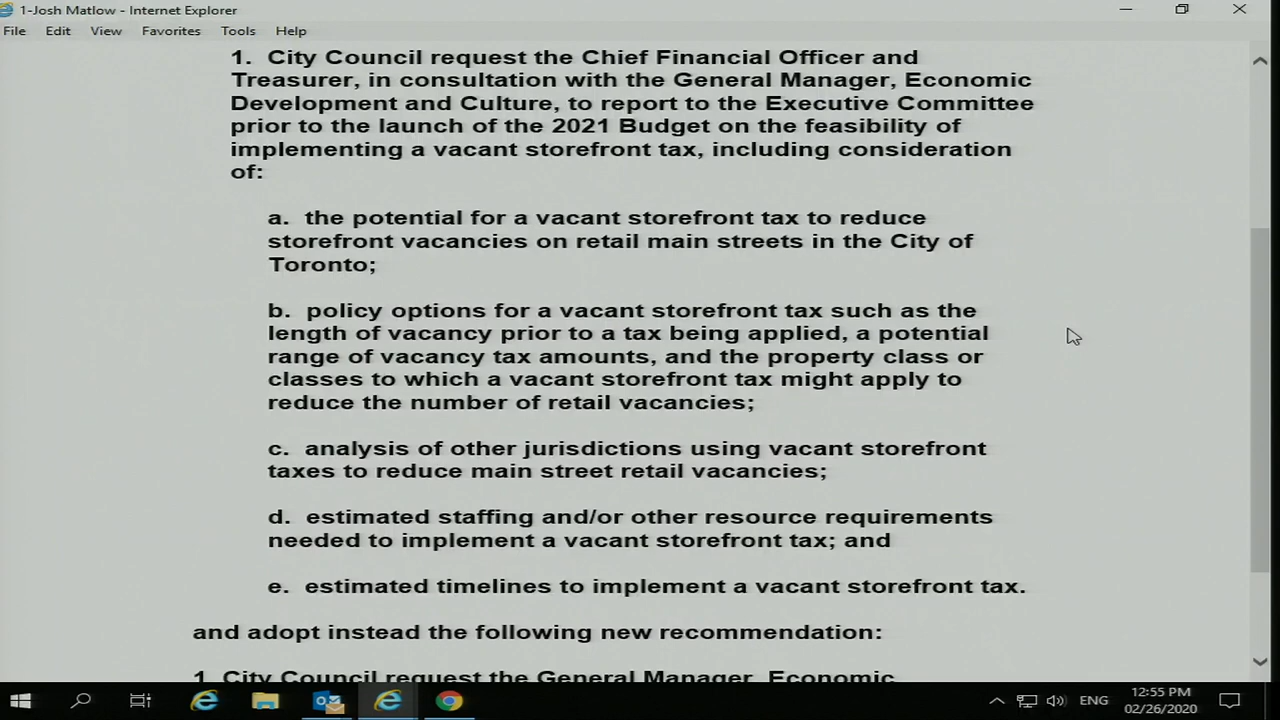 1-Josh Matlow - Internet Explorer
File Edit View Favorites Tools Help
1. City Council request the Chief Financial Officer and
Treasurer, in consultation with the General Manager, Economic
Development and Culture, to report to the Executive Committee
prior to the launch of the 2021 Budget on the feasibility of
implementing a vacant storefront tax, including consideration
of:
a. the potential for a vacant storefront tax to reduce
storefront vacancies on retail main streets in the City of
Toronto;
b. policy options for a vacant storefront tax such as the
length of vacancy prior to a tax being applied, a potential
range of vacancy tax amounts, and the property class or
classes to which a vacant storefront tax might apply to
reduce the number of retail vacancies;
c. analysis of other jurisdictions using vacant storefront
taxes to reduce main street retail vacancies;
d. estimated staffing and/or other resource requirements
needed to implement a vacant storefront tax; and
e. estimated timelines to implement a vacant storefront tax.
and adopt instead the following new recommendation:
1. City Council request the General Manager, Economic
ENG
12:55 PM
02/26/2020